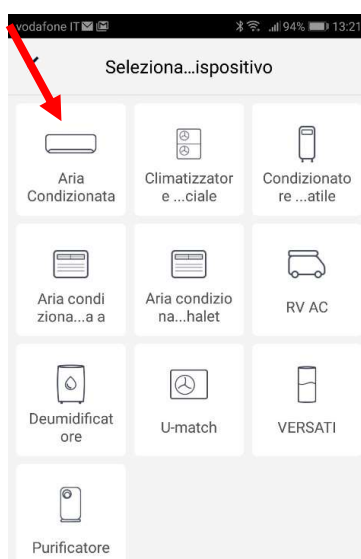 vodafone IT 94% 13:21
Seleziona...ispositivo
Aria
Condizionata
Climatizzator
e ...ciale
Condizionato
re ...atile
Aria condi
ziona...a a
Aria condizio
na...halet
RV AC
Deumidificat
ore
U-match
VERSATI
Purificatore